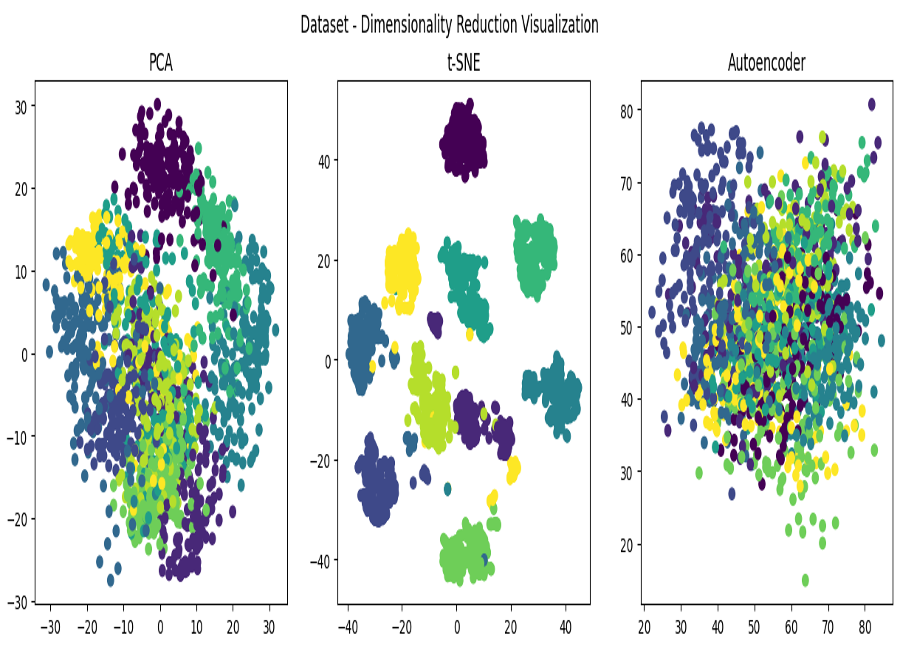 Dataset - Dimensionality Reduction Visualization
PCA
t-SNE
Autoencoder
30
20
10
0
−10
−20
−30
−30 −20 −10 0 10 20 30
40
20
0
−20
−40
−40 −20 0 20 40
80
70
60
50
40
30
20
20 30 40 50 60 70 80